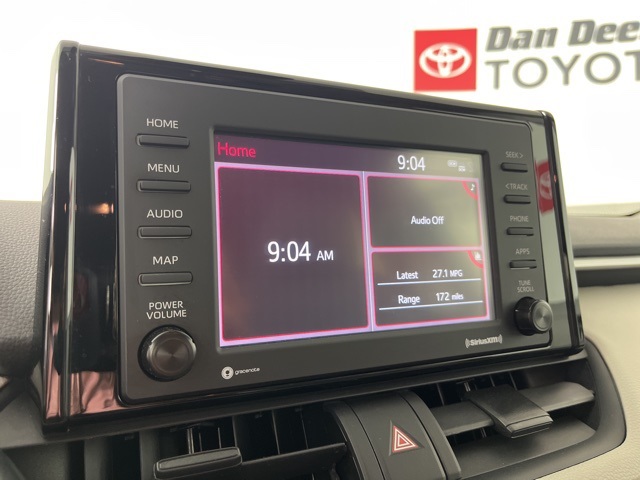 Dan Dee
TOYO
HOME
MENU
AUDIO
MAP
POWER
VOLUME
gracenote
Home
9:04
9:04 AM
Audio Off
Latest 27.1 MPG
Range 172 miles
SEEK >
< TRACK
PHONE
APPS
TUNE
SCROLL
SiriusXM